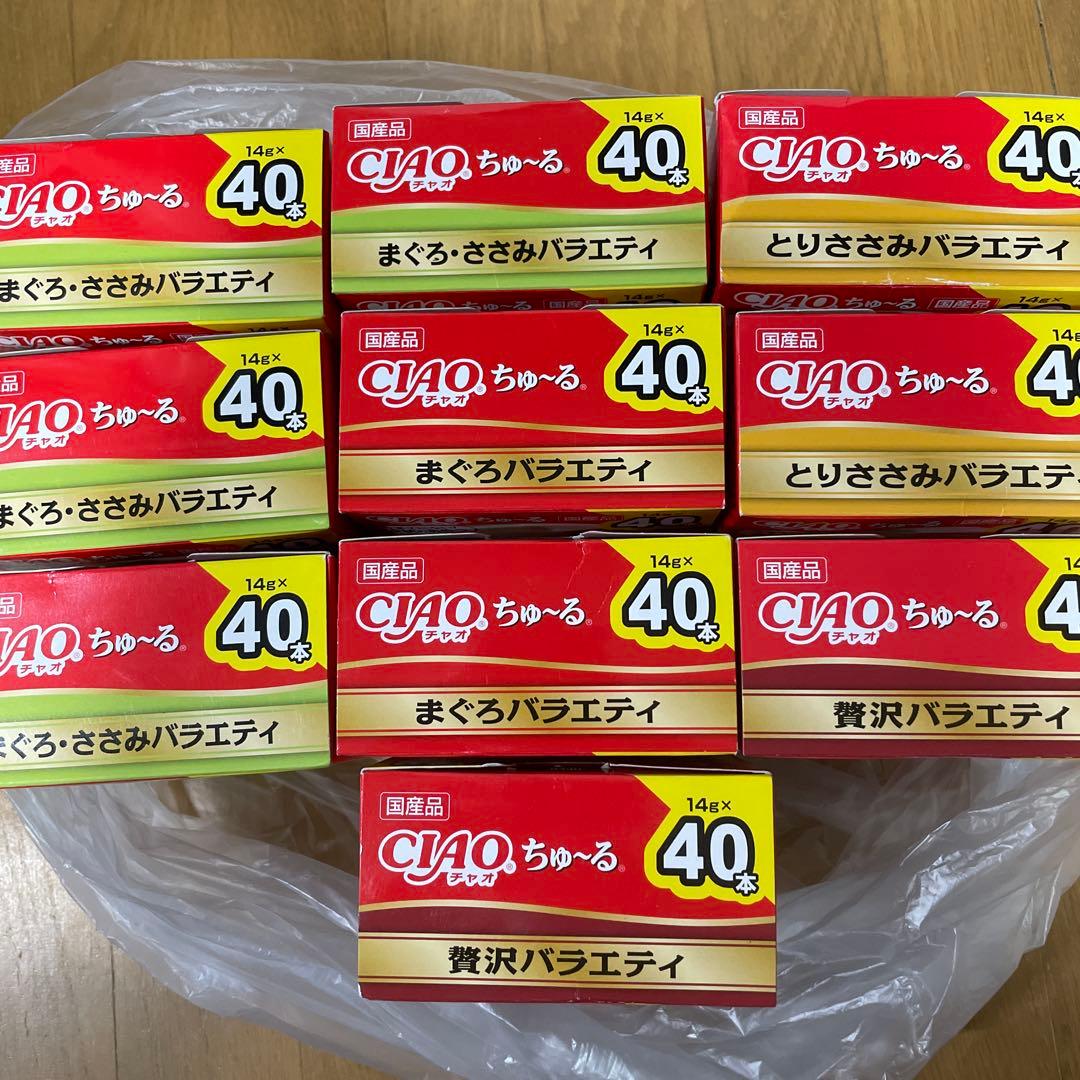 産品
CIAO ちゅ~る
チャオ
14g×
40本
まぐろ・ささみバラエティ
国産品
CIAO ちゅ~る
チャオ
14g×
40本
まぐろ・ささみバラエティ
国産品
CIAO ちゅ~る
チャオ
14g×
40本
とりささみバラエティ
CIAO ちゅ~る 国産品
CIAO ちゅ~る 国産品
品
CIAO ちゅ~る
チャオ
14g×
40本
まぐろ・ささみバラエティ
国産品
CIAO ちゅ~る
チャオ
14g×
40本
まぐろバラエティ
国産品
CIAO ちゅ~る
チャオ
14g×
40
とりささみバラエティ
品
CIAO ちゅ~る
チャオ
14g×
40本
まぐろ・ささみバラエティ
国産品
CIAO ちゅ~る
チャオ
14g×
40本
まぐろバラエティ
国産品
CIAO ちゅ~る
チャオ
贅沢バラエティ
国産品
CIAO ちゅ~る
チャオ
14g×
40本
贅沢バラエティ